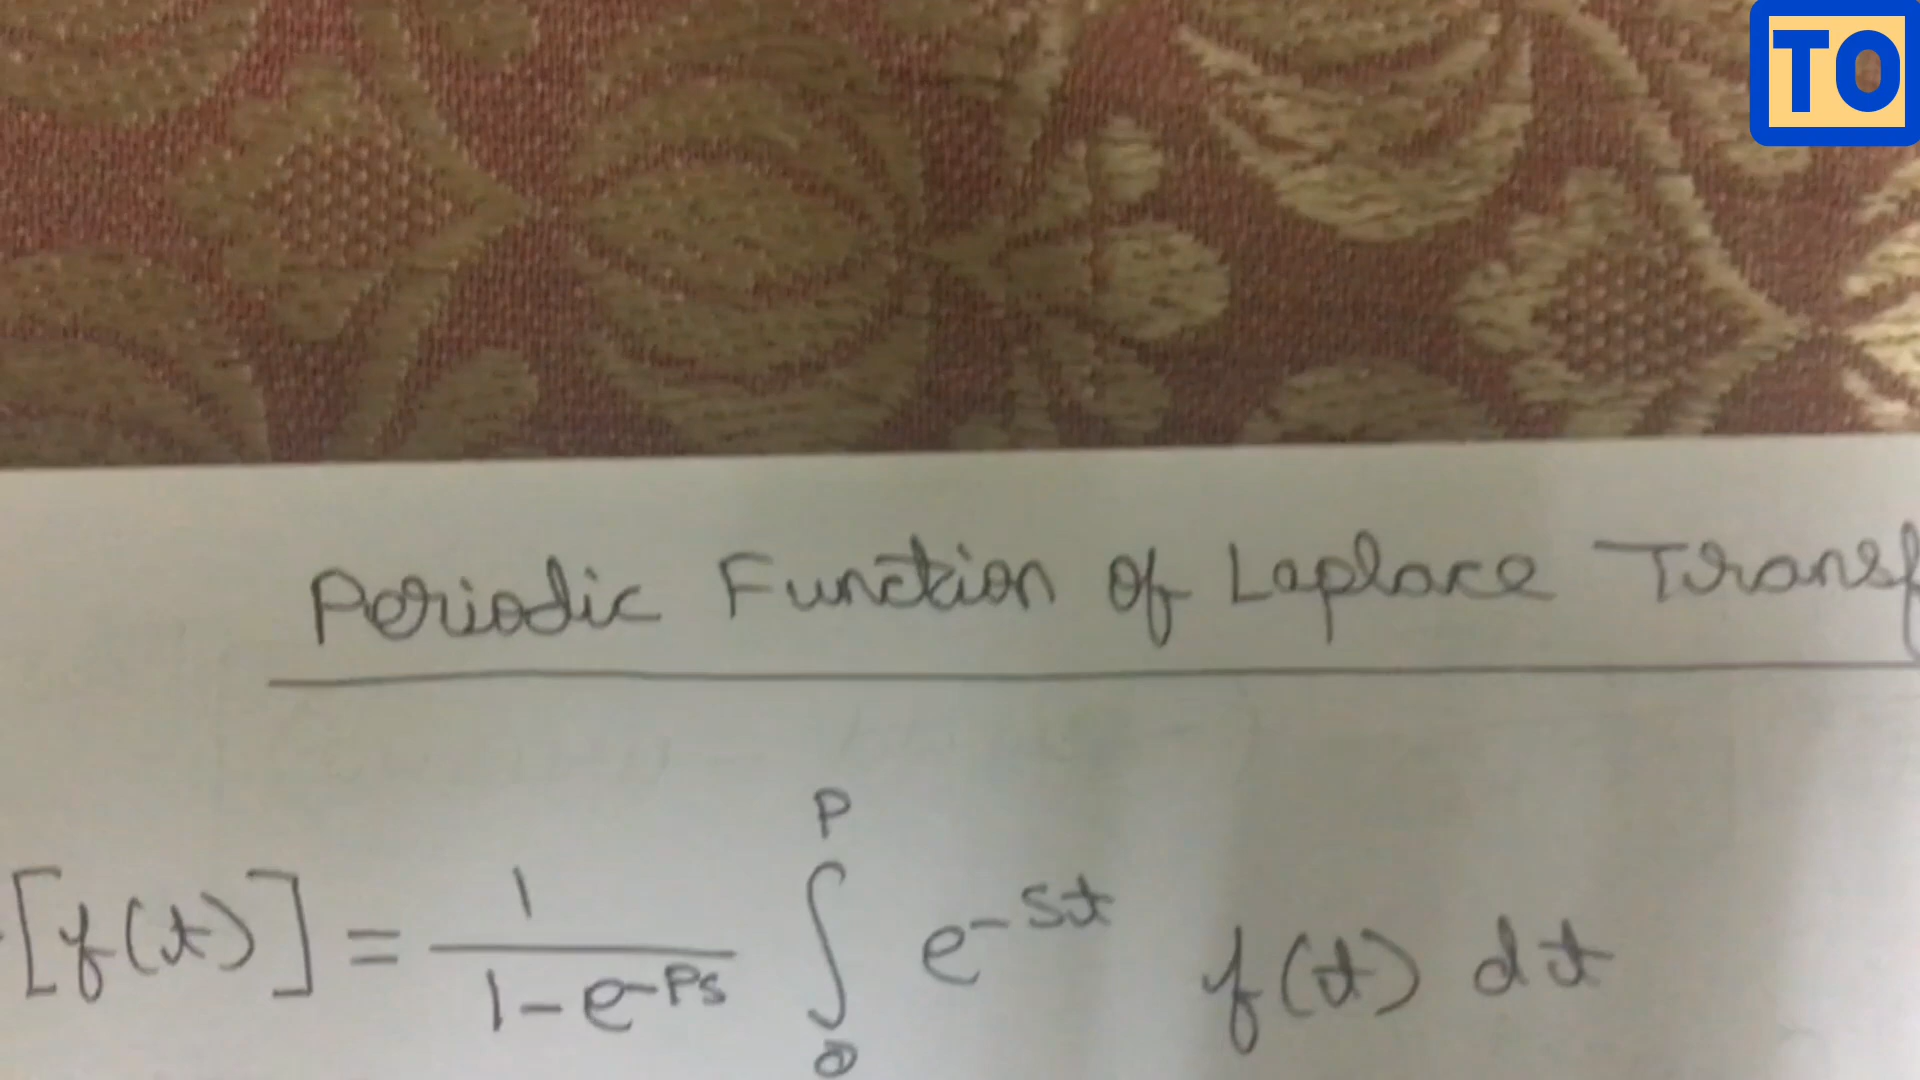 TO
Periodic Function of Laplace Transf
[f(t)] = 1/(1-e^-Ps) ∫_0^P e^-st f(t) dt